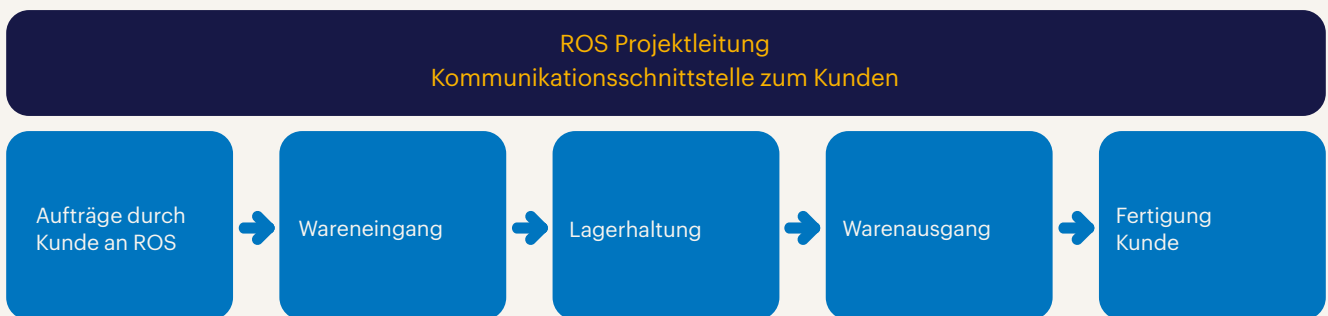 ROS Projektleitung
Kommunikationsschnittstelle zum Kunden
Aufträge durch
Kunde an ROS
Wareneingang
Lagerhaltung
Warenausgang
Fertigung
Kunde